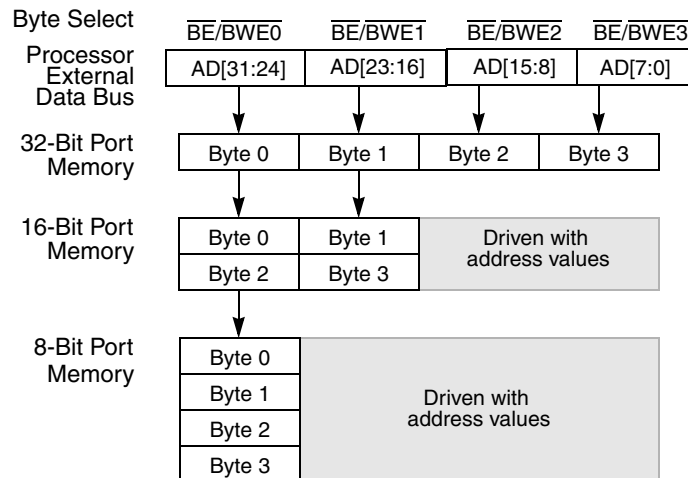 Byte Select
BE/BWE0 BE/BWE1 BE/BWE2 BE/BWE3
Processor
External
Data Bus
AD[31:24] AD[23:16] AD[15:8] AD[7:0]
32-Bit Port
Memory
Byte 0 Byte 1 Byte 2 Byte 3
16-Bit Port
Memory
Byte 0 Byte 1
Byte 2 Byte 3
Driven with
address values
8-Bit Port
Memory
Byte 0
Byte 1
Byte 2
Byte 3
Driven with
address values